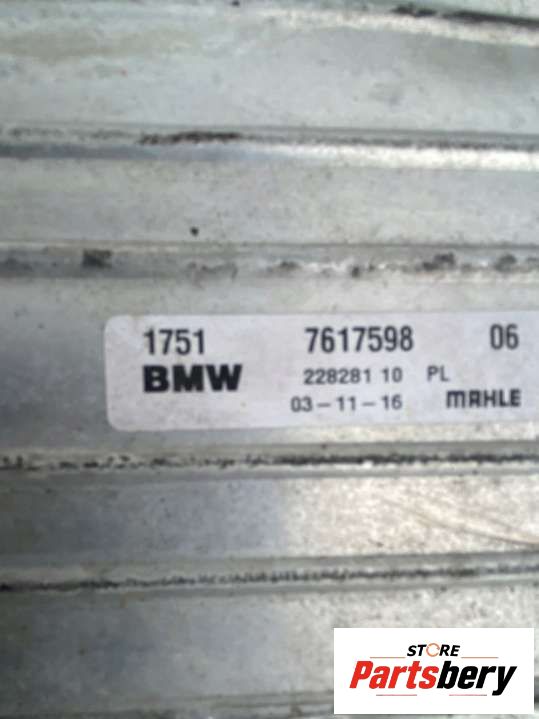 1751 7617598 06
BMW 228281 10 PL
03-11-16 MAHLE
STORE
Partsbery